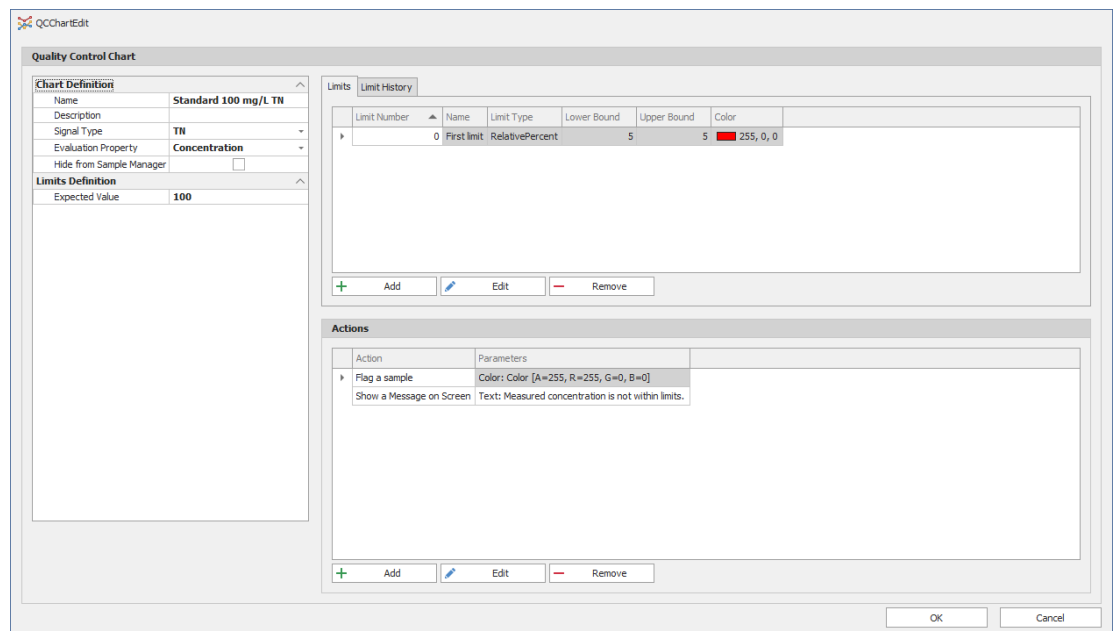 QCChartEdit
Quality Control Chart
Chart Definition
Name Standard 100 mg/L TN
Description
Signal Type TN
Evaluation Property Concentration
Hide from Sample Manager
Limits Definition
Expected Value 100
Limits Limit History
Limit Number Name Limit Type Lower Bound Upper Bound Color
0 First limit RelativePercent 5 5 255, 0, 0
Add Edit Remove
Actions
Action Parameters
Flag a sample Color: Color [A=255, R=255, G=0, B=0]
Show a Message on Screen Text: Measured concentration is not within limits.
Add Edit Remove
OK Cancel